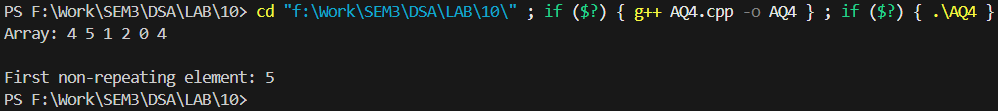 PS F:\Work\SEM3\DSA\LAB\10> cd "f:\Work\SEM3\DSA\LAB\10\" ; if ($?) { g++ AQ4.cpp -o AQ4 } ; if ($?) { .\AQ4 }
Array: 4 5 1 2 0 4
First non-repeating element: 5
PS F:\Work\SEM3\DSA\LAB\10>